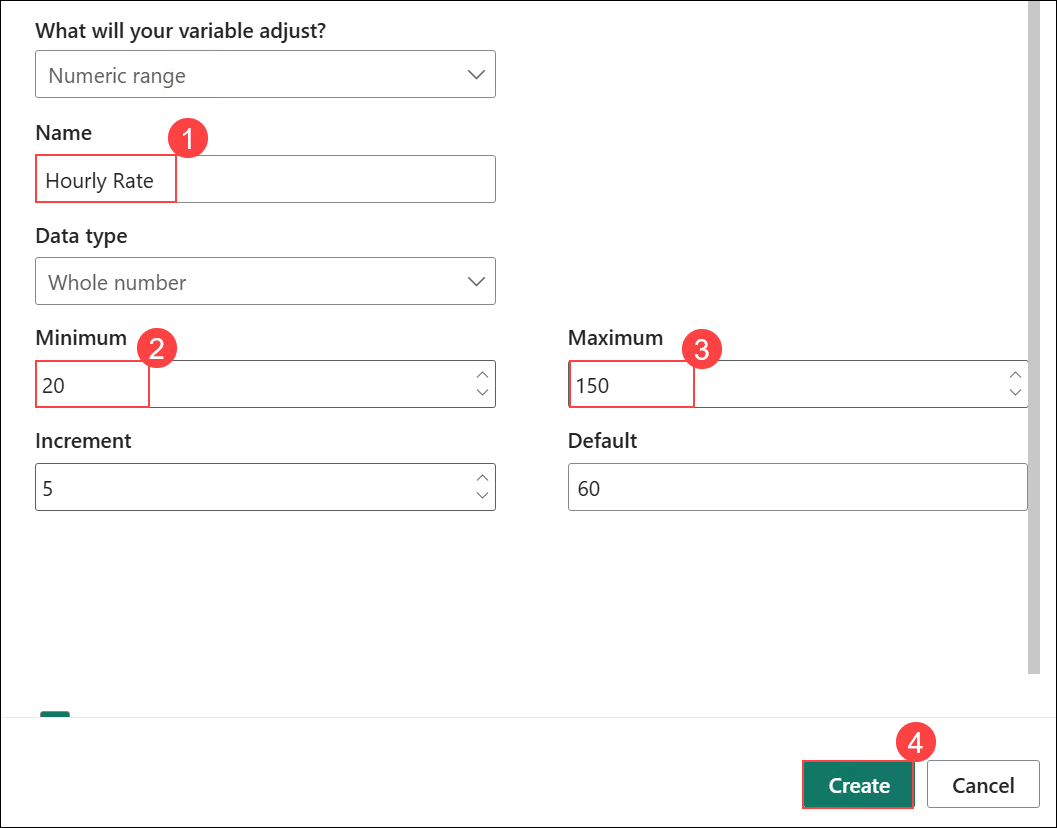 What will your variable adjust?
Numeric range
Name
1
Hourly Rate
Data type
Whole number
Minimum
2
Maximum
3
20
150
Increment
Default
5
60
4
Create
Cancel